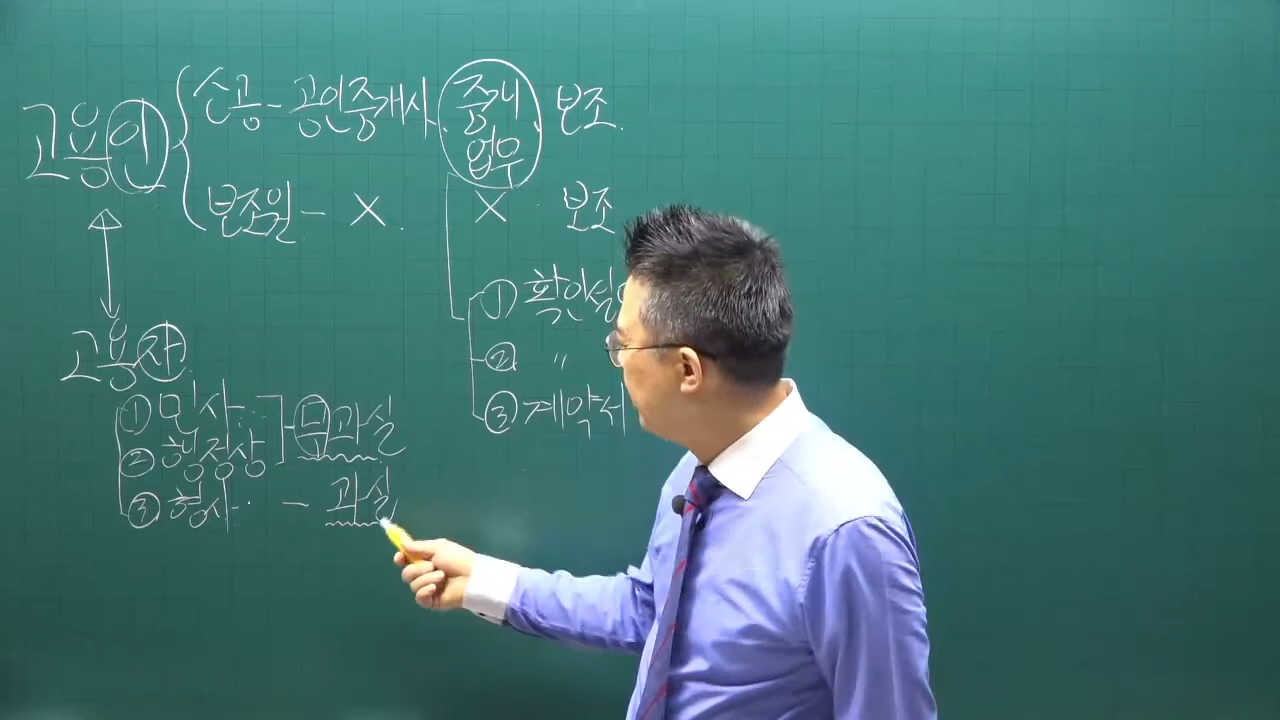 고용인 { 소공 - 공인중개사. 중개업무. 보조.
보조원 - X. X. 보조
① 확인설
② 〃
③ 계약서
고용자
① 민사..
② 행정상 ] - 무과실
③ 형사.. - 과실